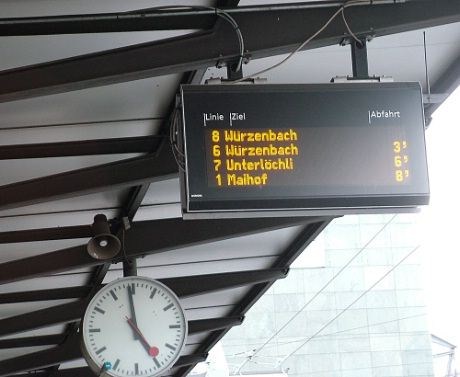 Linie Ziel Abfahrt
8 Würzenbach
6 Würzenbach 3'
7 Unterlöchli 6'
1 Maihof 8'